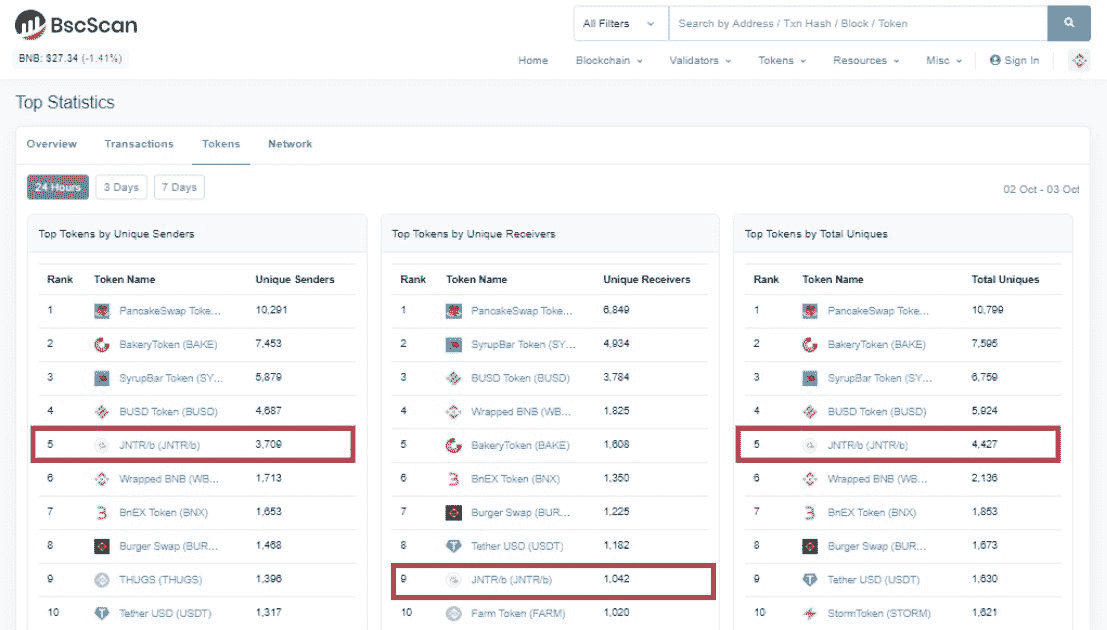 BscScan
All Filters Search by Address / Txn Hash / Block / Token
BNB: $27.34 (-1.41%)
Home Blockchain Validators Tokens Resources Misc Sign In
Top Statistics
Overview Transactions Tokens Network
24 Hours 3 Days 7 Days
02 Oct - 03 Oct
Top Tokens by Unique Senders
Rank Token Name Unique Senders
1 PancakeSwap Toke... 10,291
2 BakeryToken (BAKE) 7,453
3 SyrupBar Token (SY... 5,879
4 BUSD Token (BUSD) 4,687
5 JNTR/b (JNTR/b) 3,709
6 Wrapped BNB (WB... 1,713
7 BnEX Token (BNX) 1,653
8 Burger Swap (BUR... 1,468
9 THUGS (THUGS) 1,396
10 Tether USD (USDT) 1,317
Top Tokens by Unique Receivers
Rank Token Name Unique Receivers
1 PancakeSwap Toke... 6,849
2 SyrupBar Token (SY... 4,934
3 BUSD Token (BUSD) 3,784
4 Wrapped BNB (WB... 1,825
5 BakeryToken (BAKE) 1,608
6 BnEX Token (BNX) 1,350
7 Burger Swap (BUR... 1,225
8 Tether USD (USDT) 1,182
9 JNTR/b (JNTR/b) 1,042
10 Farm Token (FARM) 1,020
Top Tokens by Total Uniques
Rank Token Name Total Uniques
1 PancakeSwap Toke... 10,799
2 BakeryToken (BAKE) 7,595
3 SyrupBar Token (SY... 6,759
4 BUSD Token (BUSD) 5,924
5 JNTR/b (JNTR/b) 4,427
6 Wrapped BNB (WB... 2,136
7 BnEX Token (BNX) 1,853
8 Burger Swap (BUR... 1,673
9 Tether USD (USDT) 1,630
10 StormToken (STORM) 1,621